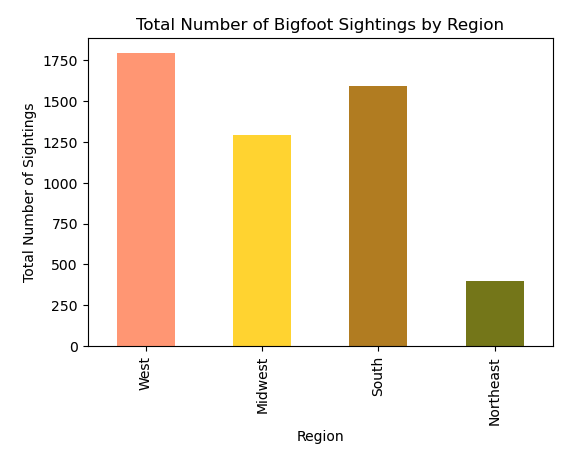 Total Number of Bigfoot Sightings by Region
Total Number of Sightings
1750
1500
1250
1000
750
500
250
0
West
Midwest
South
Northeast
Region